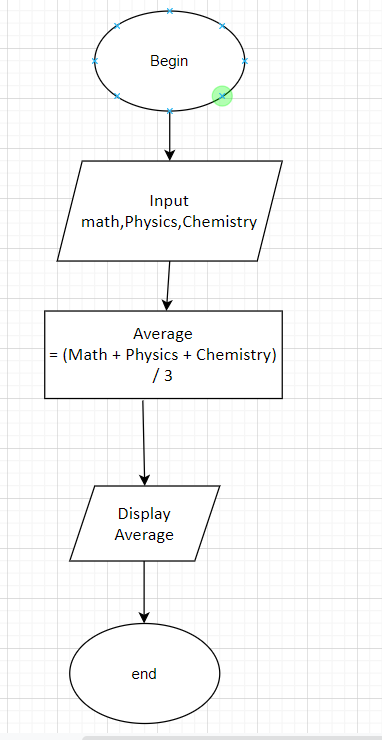 Begin
Input
math,Physics,Chemistry
Average
= (Math + Physics + Chemistry)
/ 3
Display
Average
end